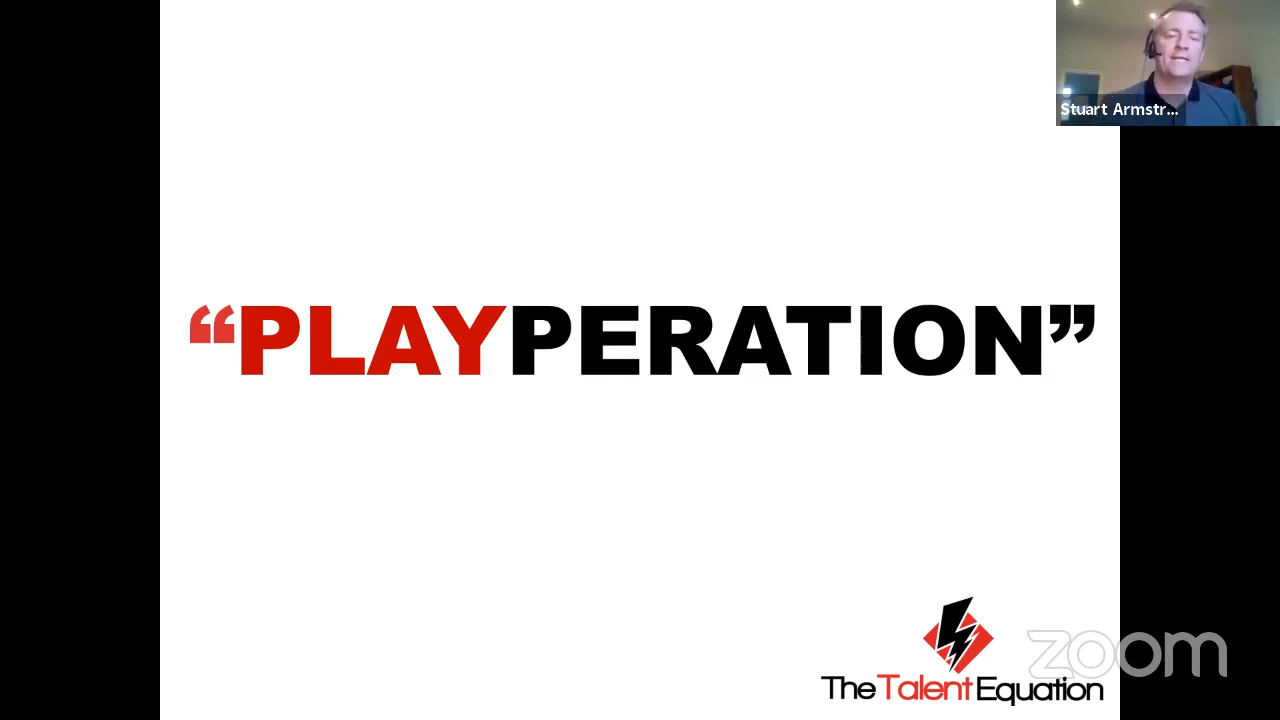 Stuart Armstr...
“PLAYPERATION”
zoom
The Talent Equation